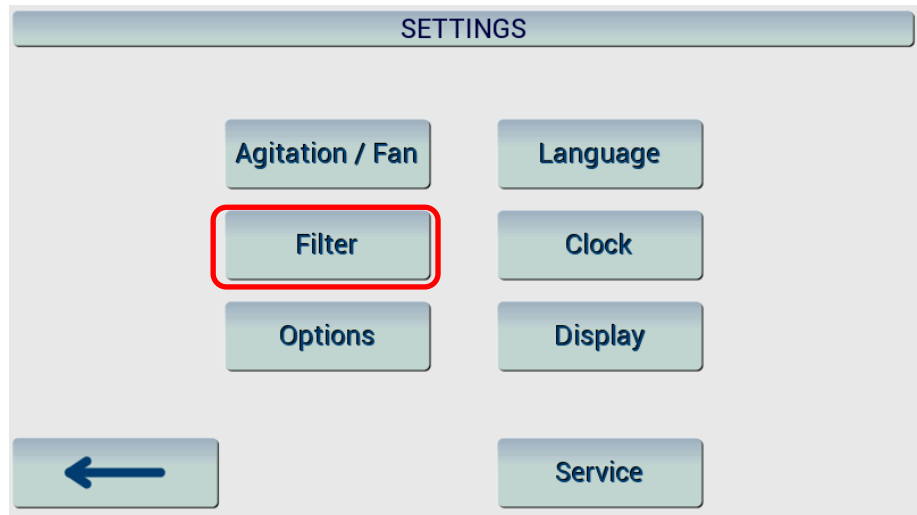 SETTINGS
Agitation / Fan
Language
Filter
Clock
Options
Display
Service